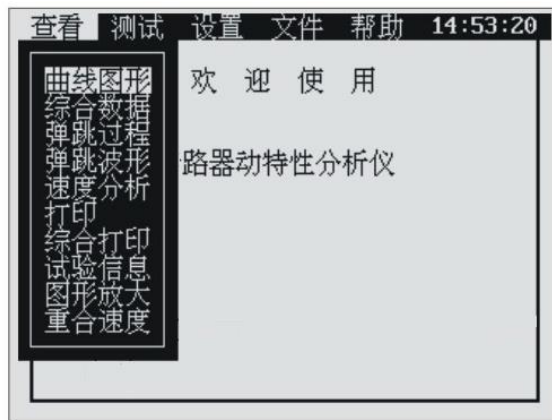 查看 测试 设置 文件 帮助 14:53:20
曲线图形
欢迎使用
综合数据
弹跳过程
弹跳波形
路器动特性分析仪
速度分析
打印
综合打印
试验信息
图形放大
重合速度